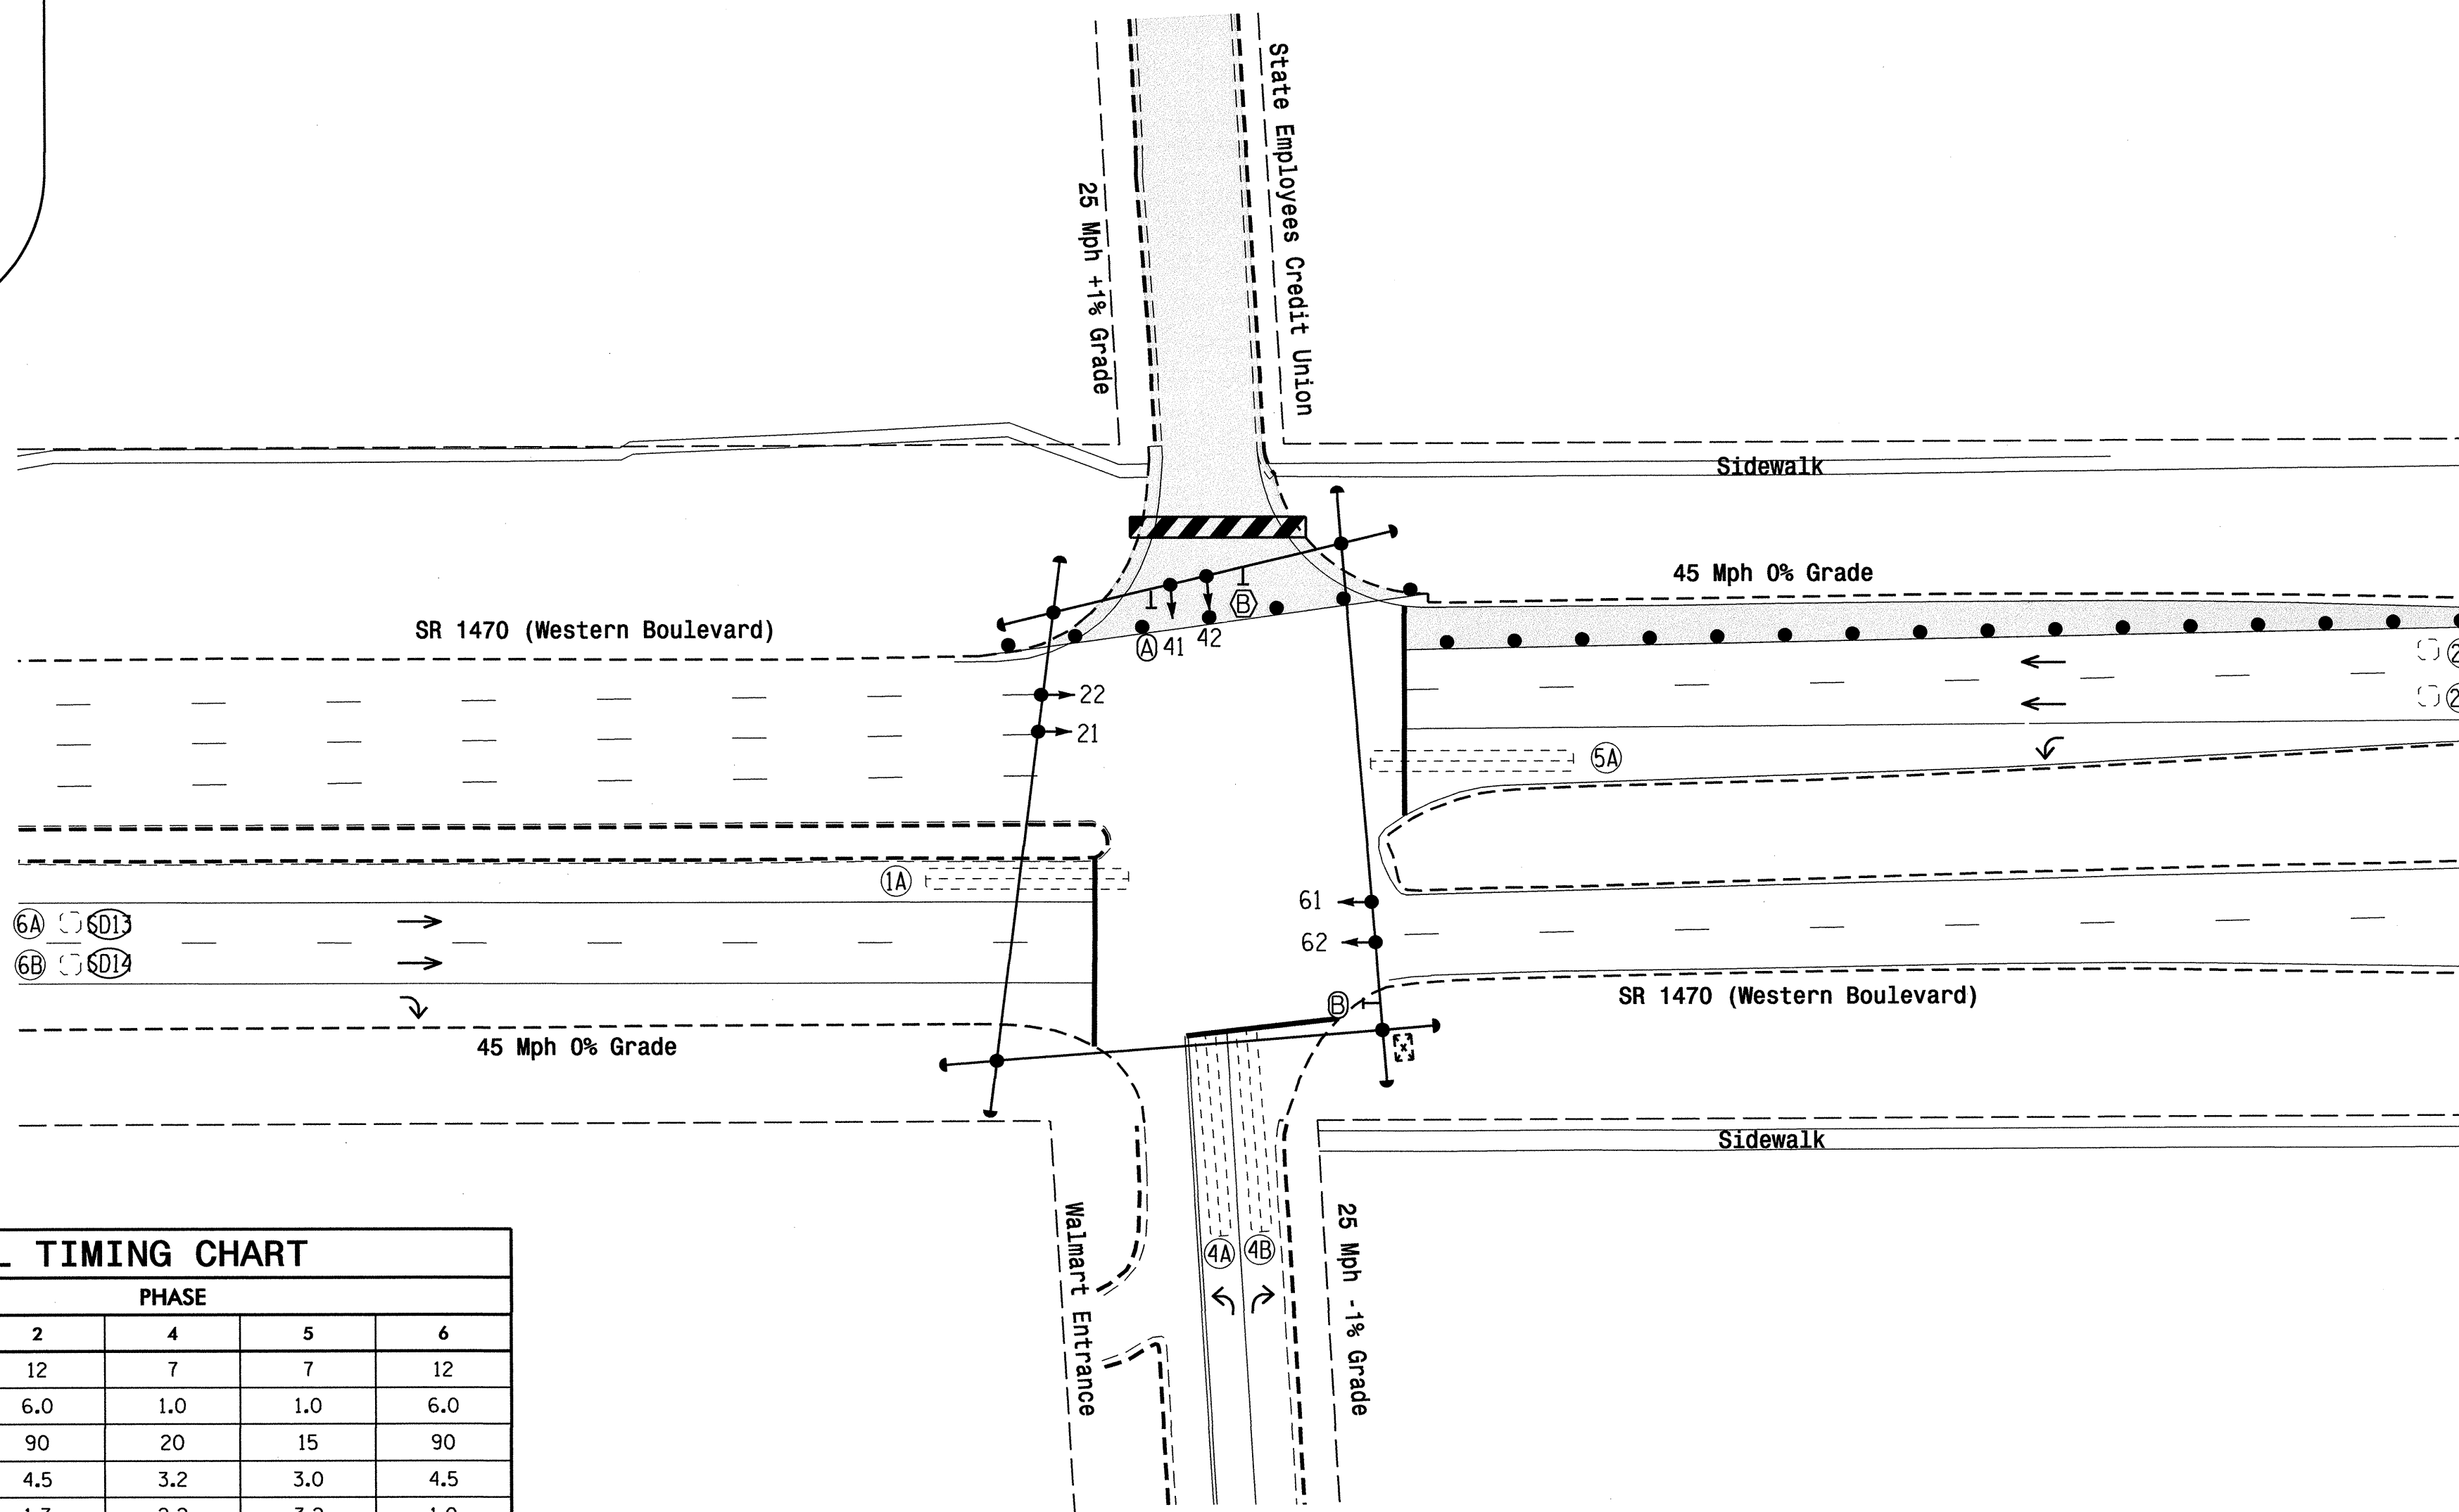 State Employees Credit Union
25 Mph +1% Grade
Sidewalk
45 Mph 0% Grade
SR 1470 (Western Boulevard)
B
A 41 42
22
21
5A
1A
61
6A SD13
62
6B SD14
B
SR 1470 (Western Boulevard)
45 Mph 0% Grade
Sidewalk
Walmart Entrance
25 Mph -1% Grade
4A 4B
TIMING CHART
PHASE
2 4 5 6
12 7 7 12
6.0 1.0 1.0 6.0
90 20 15 90
4.5 3.2 3.0 4.5